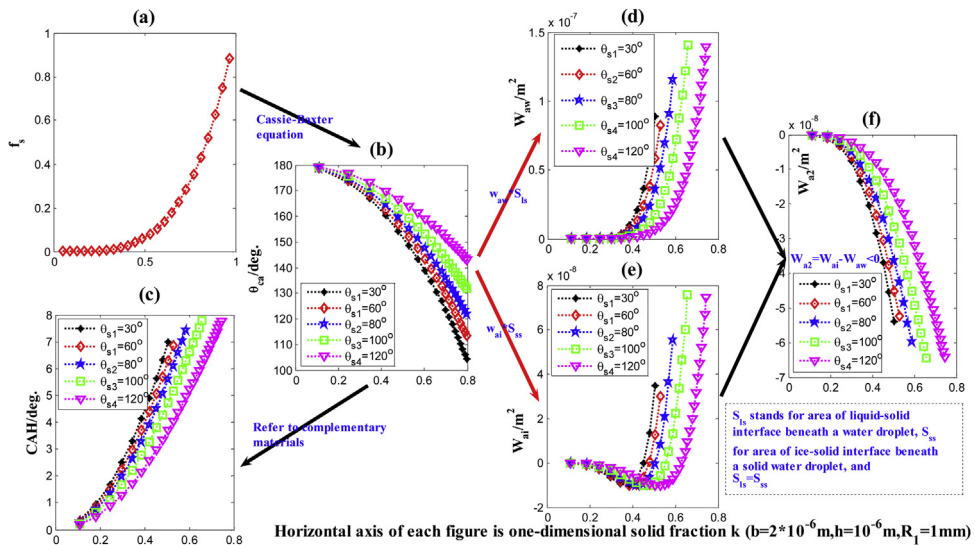 (a)
f_s
1
0.8
0.6
0.4
0.2
0
0
0.5
1
Cassie-Baxter
equation
(b)
θ_ca/deg.
180
170
160
150
140
130
120
110
100
0
0.2
0.4
0.6
0.8
θ_s1=30°
θ_s1=60°
θ_s2=80°
θ_s3=100°
θ_s4=120°
(c)
CAH/deg.
8
7
6
5
4
3
2
1
0
0
0.2
0.4
0.6
0.8
θ_s1=30°
θ_s1=60°
θ_s2=80°
θ_s3=100°
θ_s4=120°
Refer to complementary
materials
w_aw*S_ls
w_ai*S_ss
(d)
x 10^-7
W_aw/m^2
1.5
1
0.5
0
0
0.2
0.4
0.6
0.8
θ_s1=30°
θ_s2=60°
θ_s3=80°
θ_s4=100°
θ_s4=120°
(e)
x 10^-8
W_ai/m^2
8
6
4
2
0
-2
0
0.2
0.4
0.6
0.8
θ_s1=30°
θ_s1=60°
θ_s2=80°
θ_s3=100°
θ_s4=120°
(f)
x 10^-8
W_a2/m^2
0
-1
-2
-3
-5
-6
-7
0
0.2
0.4
0.6
0.8
W_a2=W_ai-W_aw<0
θ_s1=30°
θ_s1=60°
θ_s2=80°
θ_s3=100°
θ_s4=120°
S_ls stands for area of liquid-solid
interface beneath a water droplet, S_ss
for area of ice-solid interface beneath
a solid water droplet, and
S_ls=S_ss
Horizontal axis of each figure is one-dimensional solid fraction k (b=2*10^-6m,h=10^-6m,R_1=1mm)